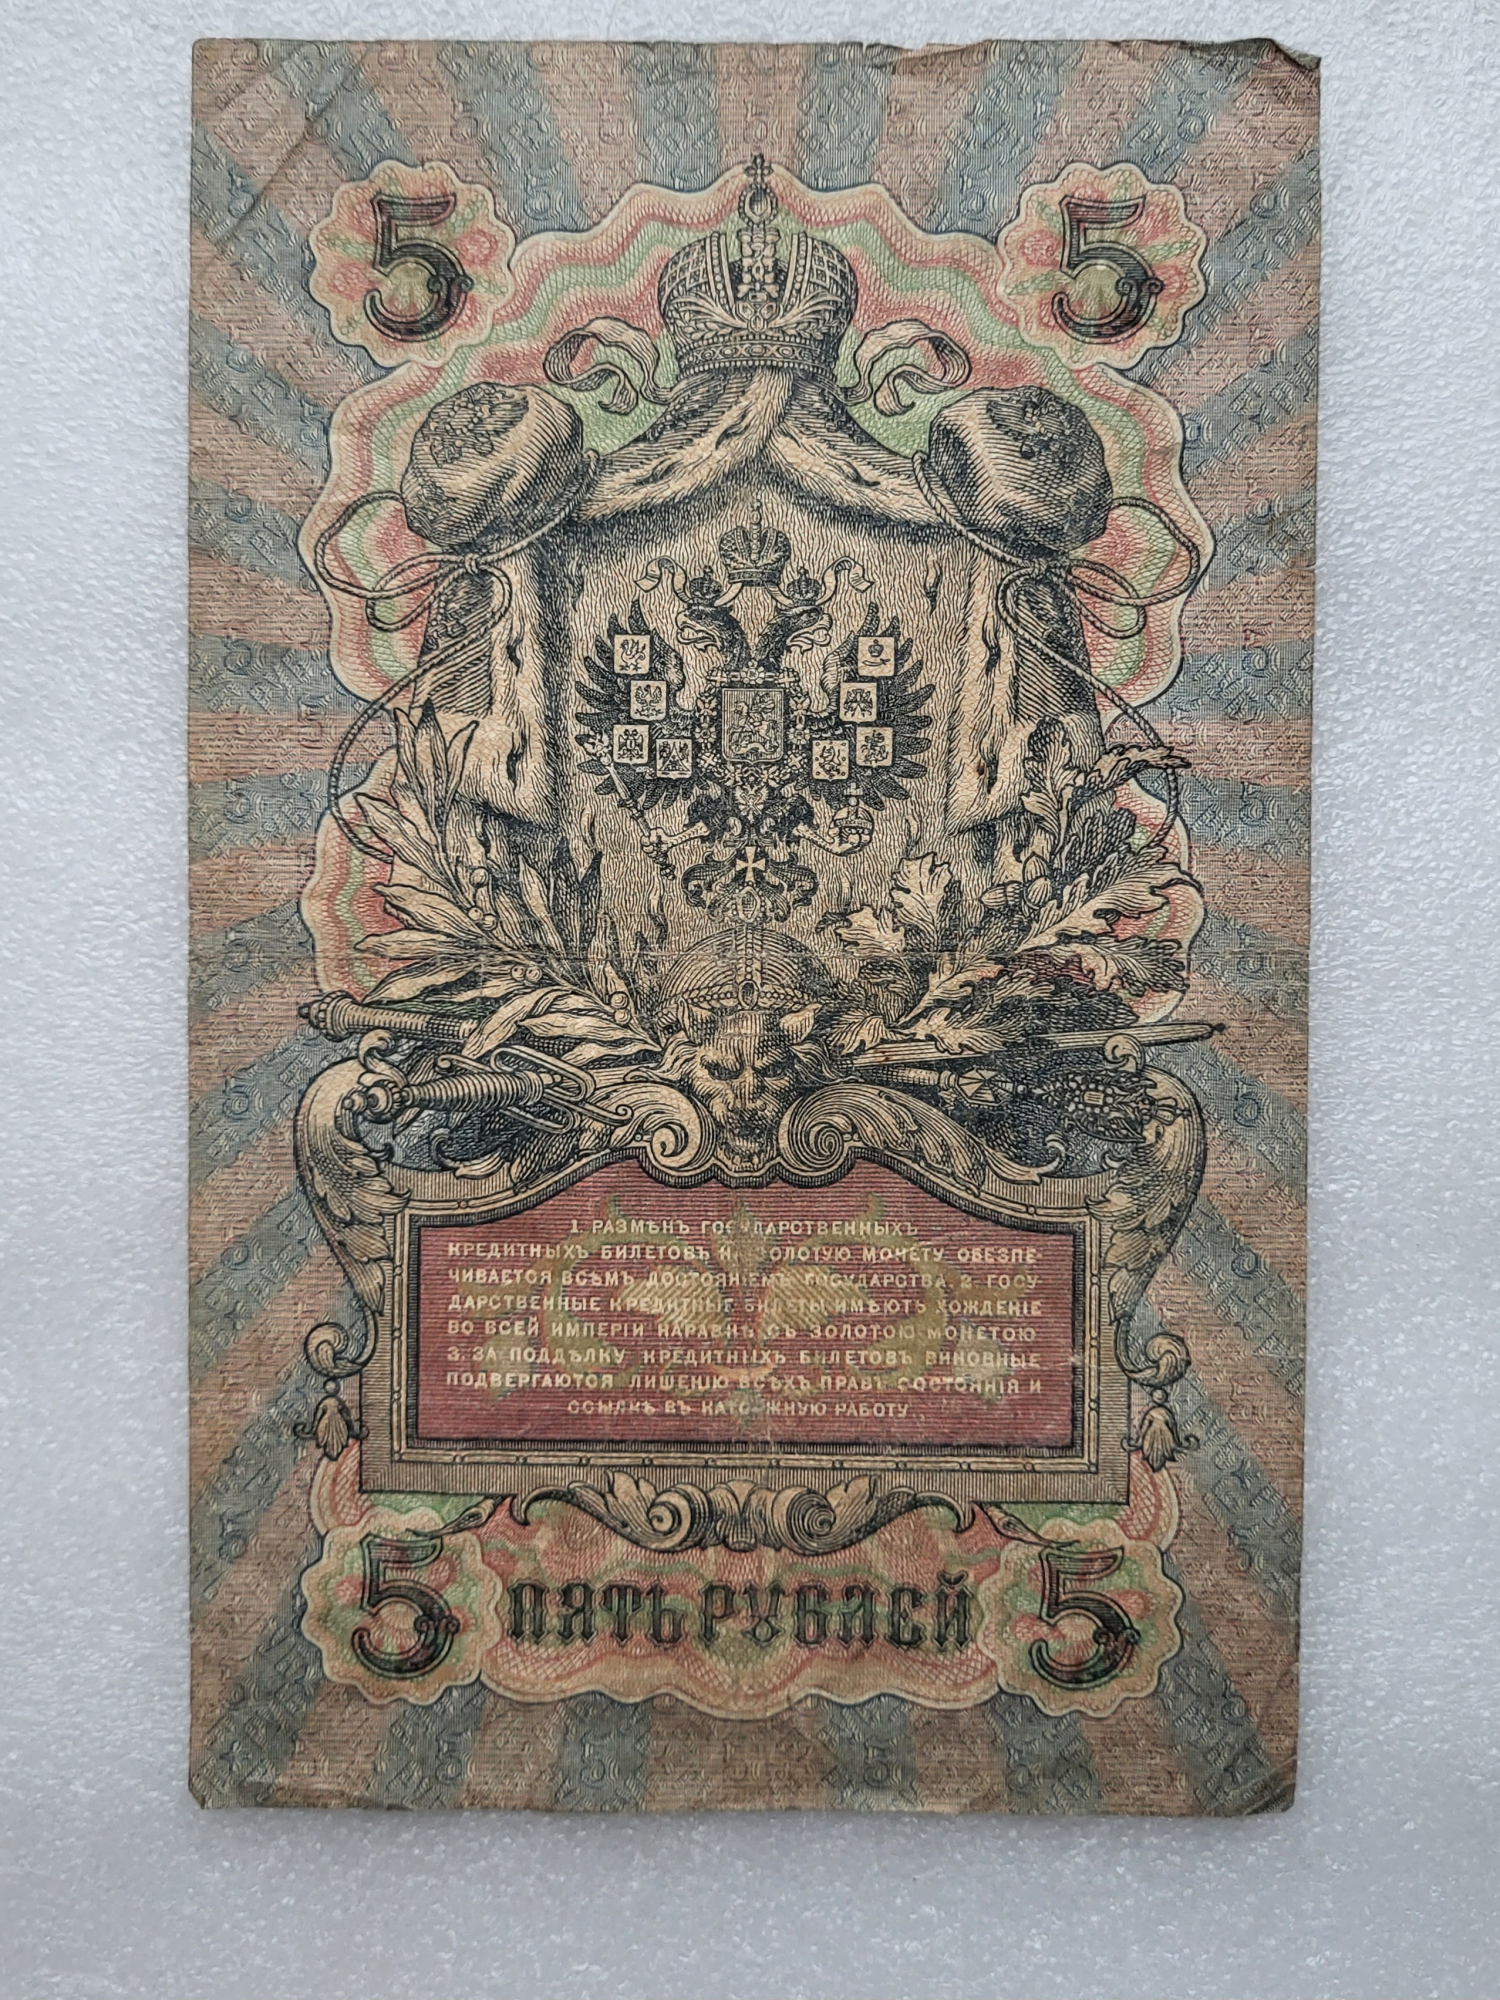 5 5
1. РАЗМѢНЪ ГОСУДАРСТВЕННЫХЪ
КРЕДИТНЫХЪ БИЛЕТОВЪ НА ЗОЛОТУЮ МОНЕТУ ОБЕЗПЕ-
ЧИВАЕТСЯ ВСѢМЪ ДОСТОЯНІЕМЪ ГОСУДАРСТВА. 2. ГОСУ-
ДАРСТВЕННЫЕ КРЕДИТНЫЕ БИЛЕТЫ ИМѢЮТЪ ХОЖДЕНІЕ
ВО ВСЕЙ ИМПЕРІИ НАРАВНѢ СЪ ЗОЛОТОЮ МОНЕТОЮ
3. ЗА ПОДДѢЛКУ КРЕДИТНЫХЪ БИЛЕТОВЪ ВИНОВНЫЕ
ПОДВЕРГАЮТСЯ ЛИШЕНІЮ ВСѢХЪ ПРАВЪ СОСТОЯНІЯ И
ССЫЛКѢ ВЪ КАТОРЖНУЮ РАБОТУ.
5 ПЯТЬ РУБЛЕЙ 5